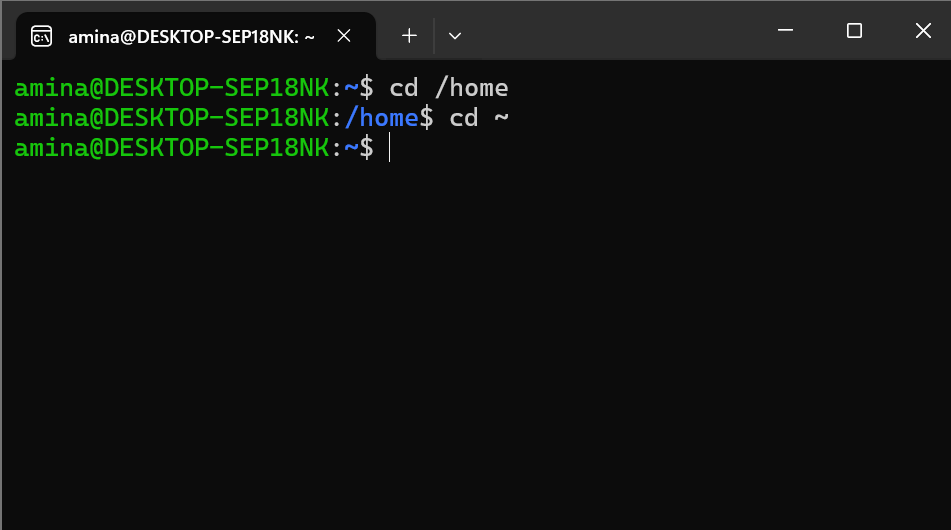 amina@DESKTOP-SEP18NK: ~
amina@DESKTOP-SEP18NK:~$ cd /home
amina@DESKTOP-SEP18NK:/home$ cd ~
amina@DESKTOP-SEP18NK:~$